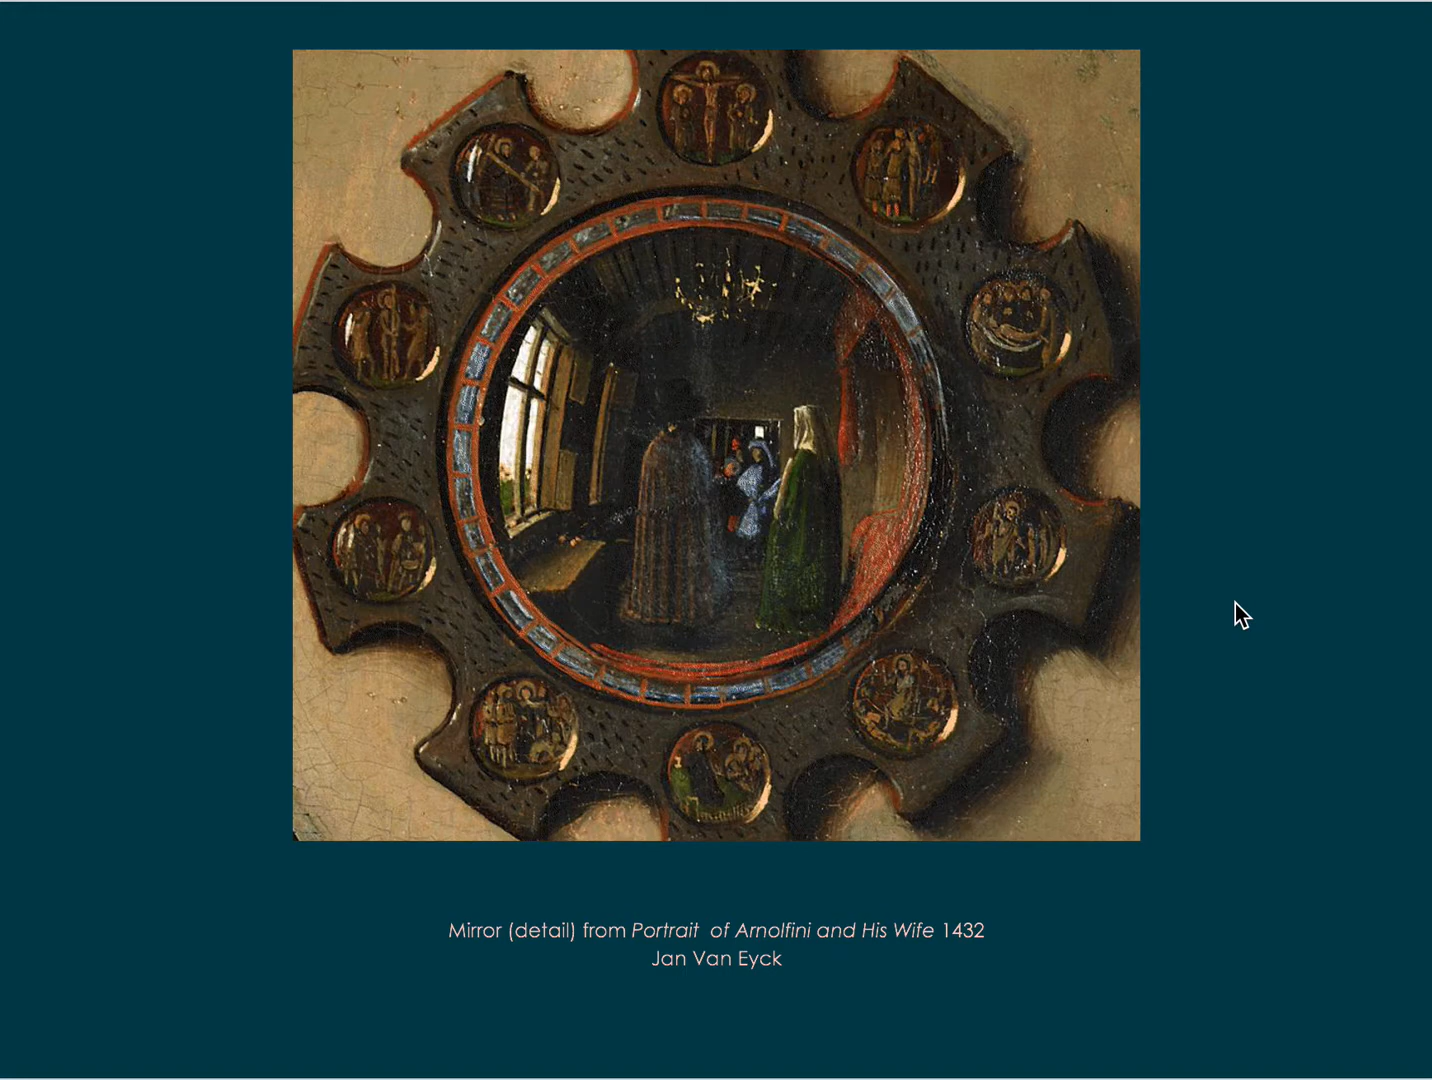 Mirror (detail) from Portrait of Arnolfini and His Wife 1432
Jan Van Eyck